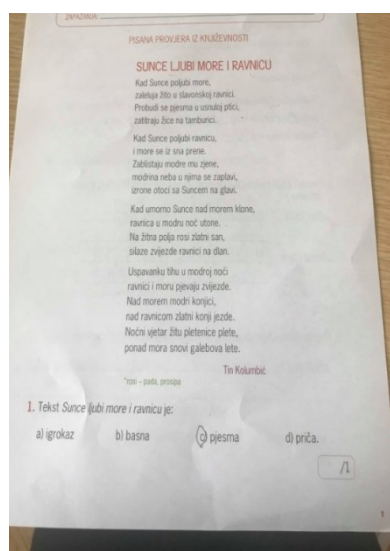 ZAPAŽANJA:
PISANA PROVJERA IZ KNJIŽEVNOSTI
SUNCE LJUBI MORE I RAVNICU
Kad Sunce poljubi more,
zaleluja žito u slavonskoj ravnici.
Probudi se pjesma u usnuloj ptici,
zatitraju žice na tamburici.
Kad Sunce poljubi ravnicu,
i more se iz sna prene.
Zablistaju modre mu zjene,
modrina neba u njima se zaplavi,
izrone otoci sa Suncem na glavi.
Kad umorno Sunce nad morem klone,
ravnica u modru noć utone.
Na žitna polja rosi zlatni san,
silaze zvijezde ravnici na dlan.
Uspavanku tihu u modroj noći
ravnici i moru pjevaju zvijezde.
Nad morem modri konjici,
nad ravnicom zlatni konji jezde.
Noćni vjetar žitu pletenice plete,
ponad mora snovi galebova lete.
Tin Kolumbić
*rosi – pada, prosipa
1. Tekst Sunce ljubi more i ravnicu je:
a) igrokaz b) basna c) pjesma d) priča.
/1
1